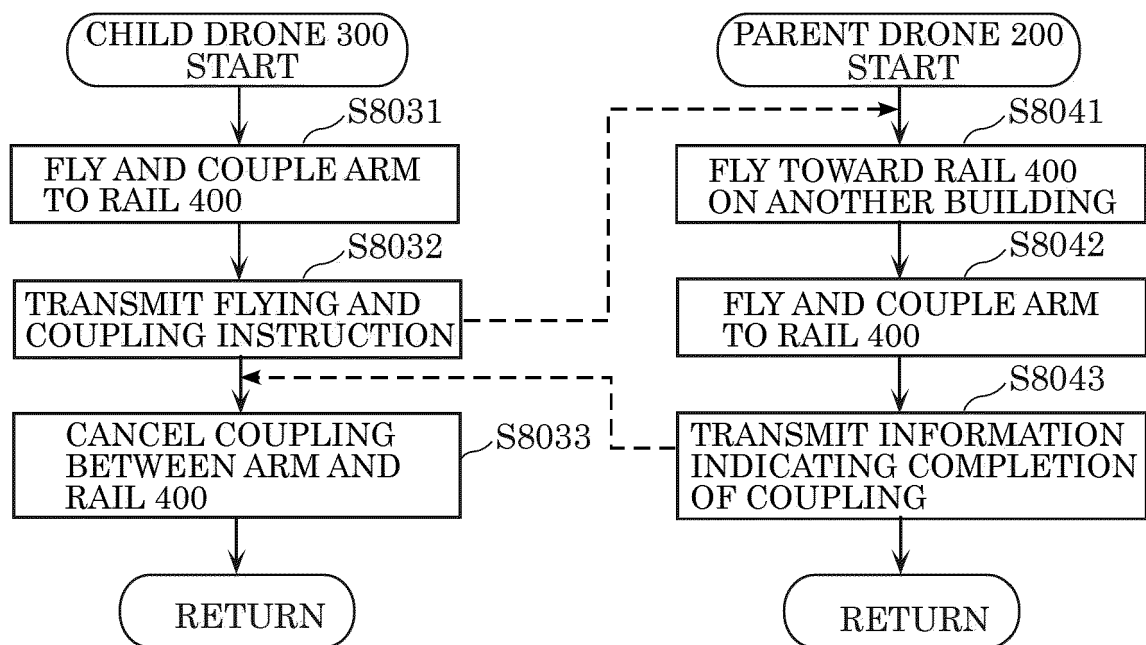 CHILD DRONE 300
START
S8031
FLY AND COUPLE ARM
TO RAIL 400
S8032
TRANSMIT FLYING AND
COUPLING INSTRUCTION
CANCEL COUPLING
BETWEEN ARM AND
RAIL 400
S8033
RETURN
PARENT DRONE 200
START
S8041
FLY TOWARD RAIL 400
ON ANOTHER BUILDING
S8042
FLY AND COUPLE ARM
TO RAIL 400
S8043
TRANSMIT INFORMATION
INDICATING COMPLETION
OF COUPLING
RETURN